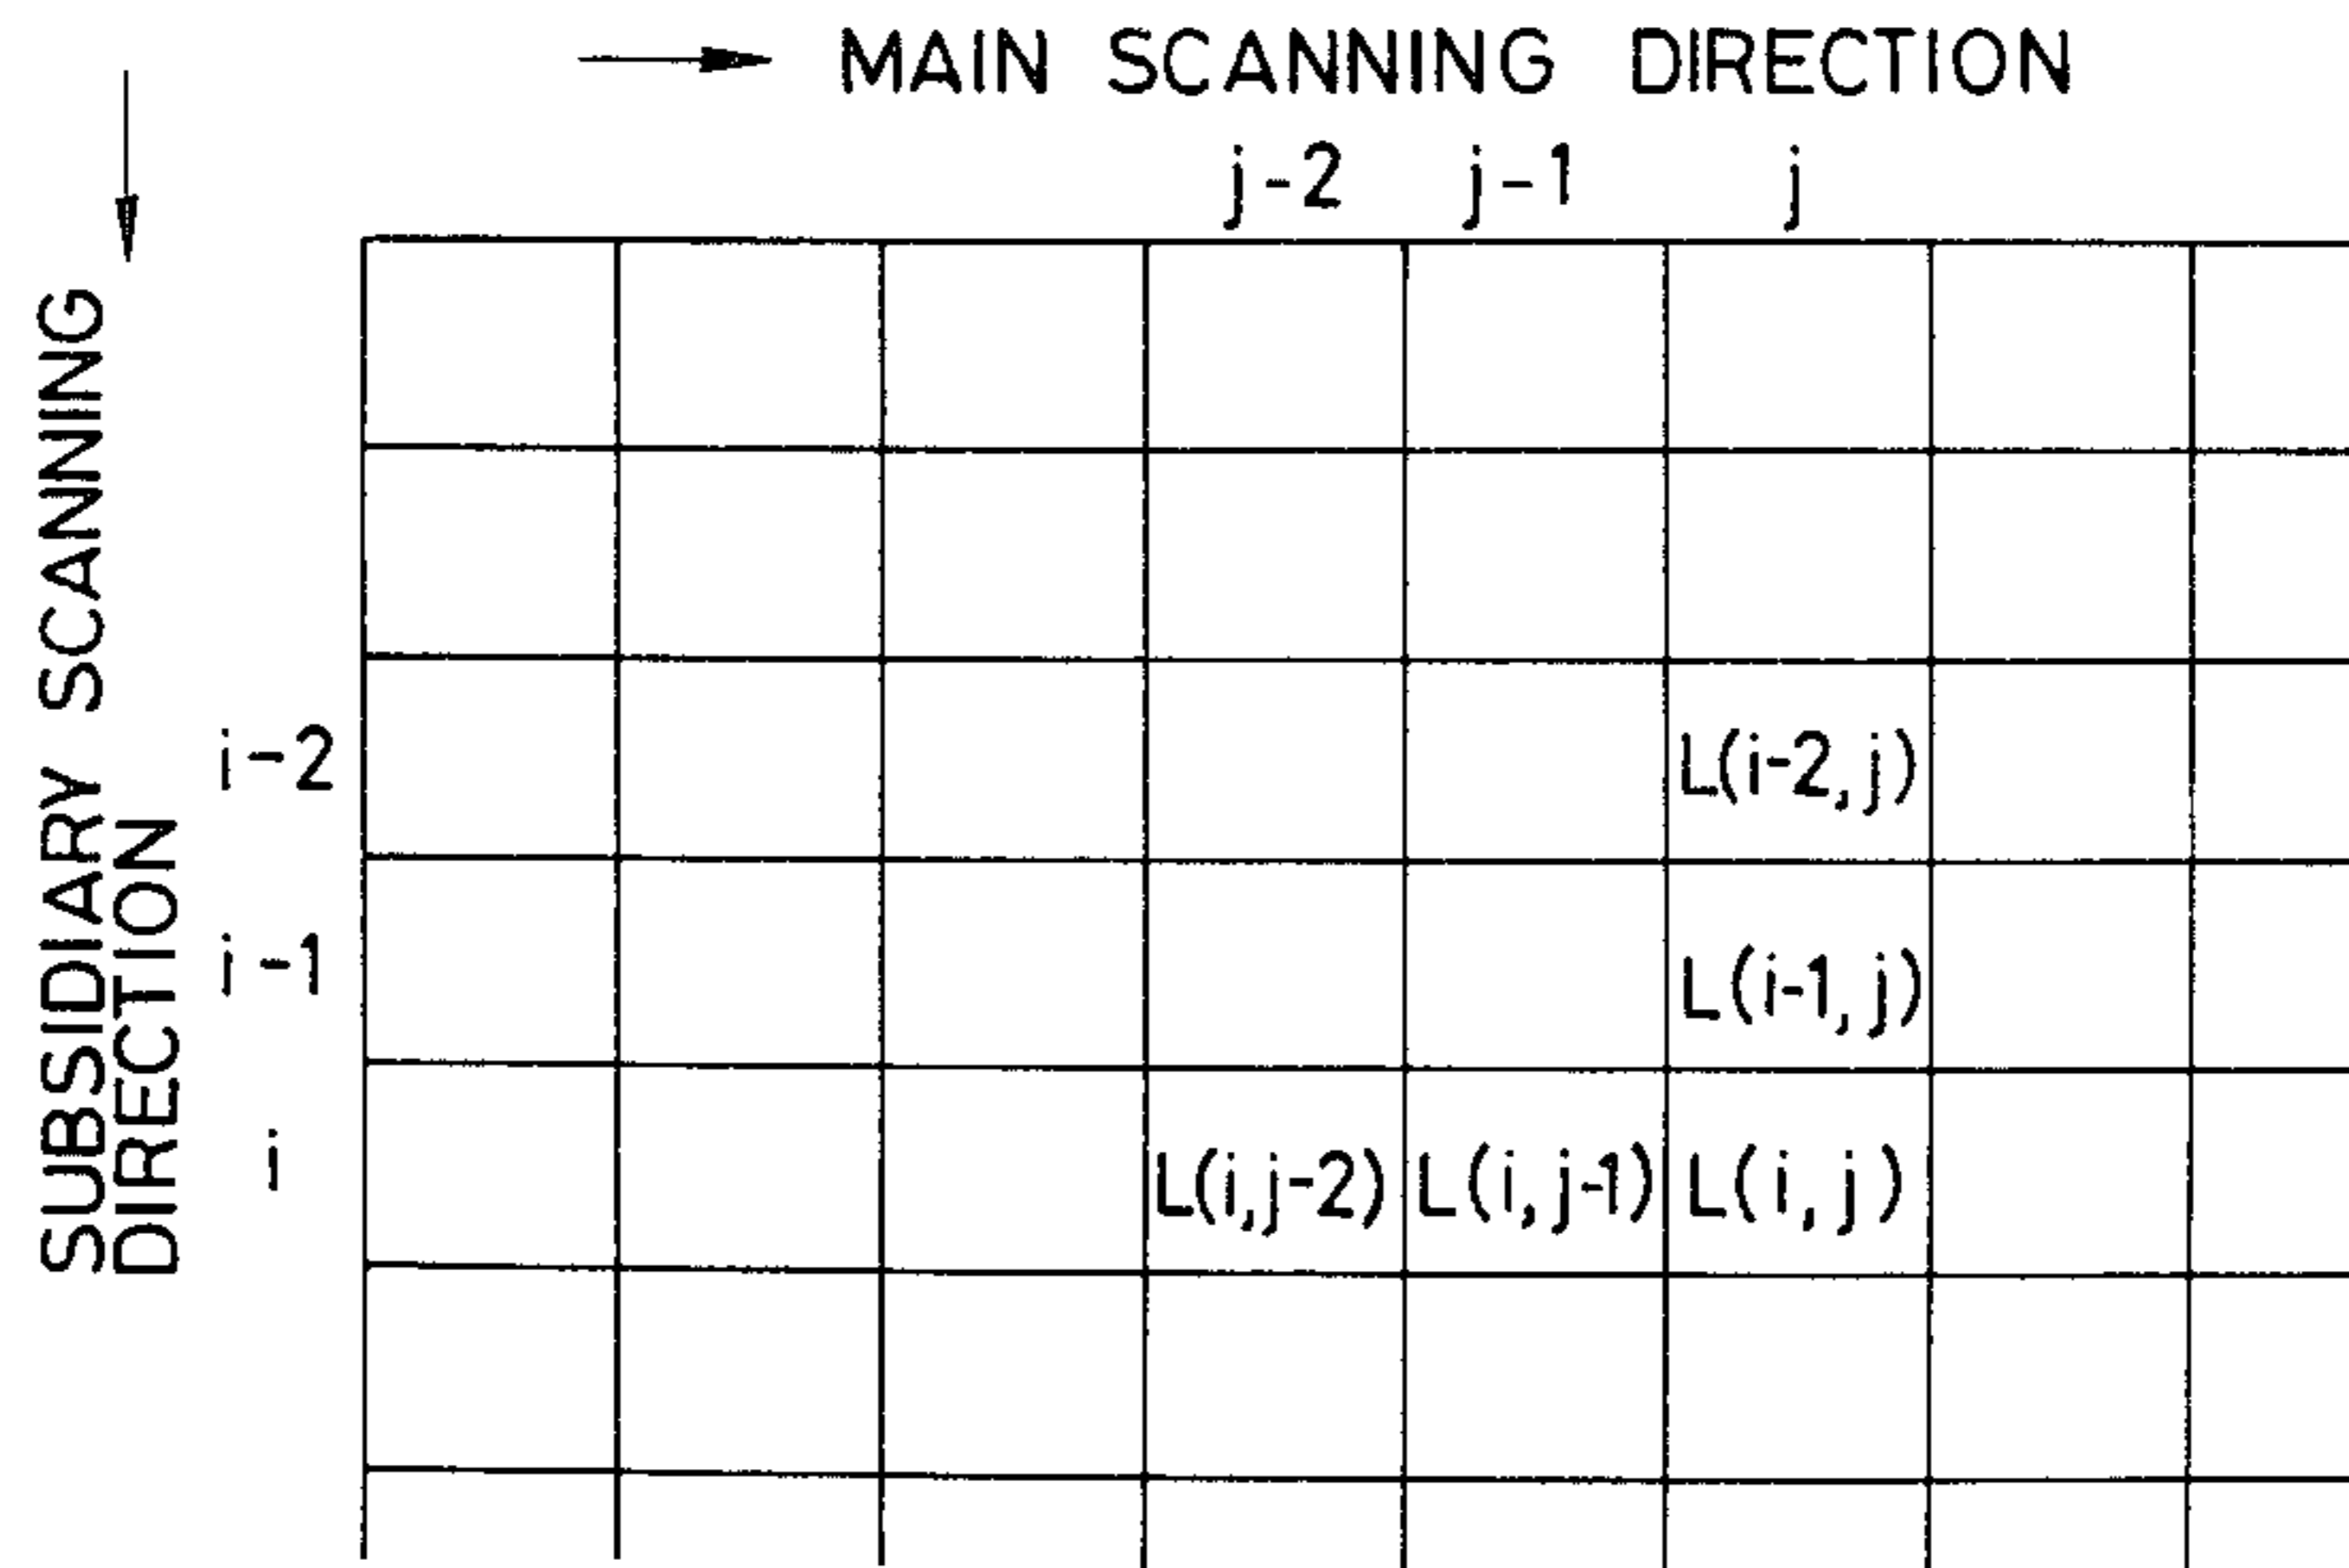 MAIN SCANNING DIRECTION
j-2 j-1 j
SUBSIDIARY SCANNING
DIRECTION
i-2 L(i-2,j)
i-1 L(i-1,j)
i L(i,j-2) L(i,j-1) L(i,j)